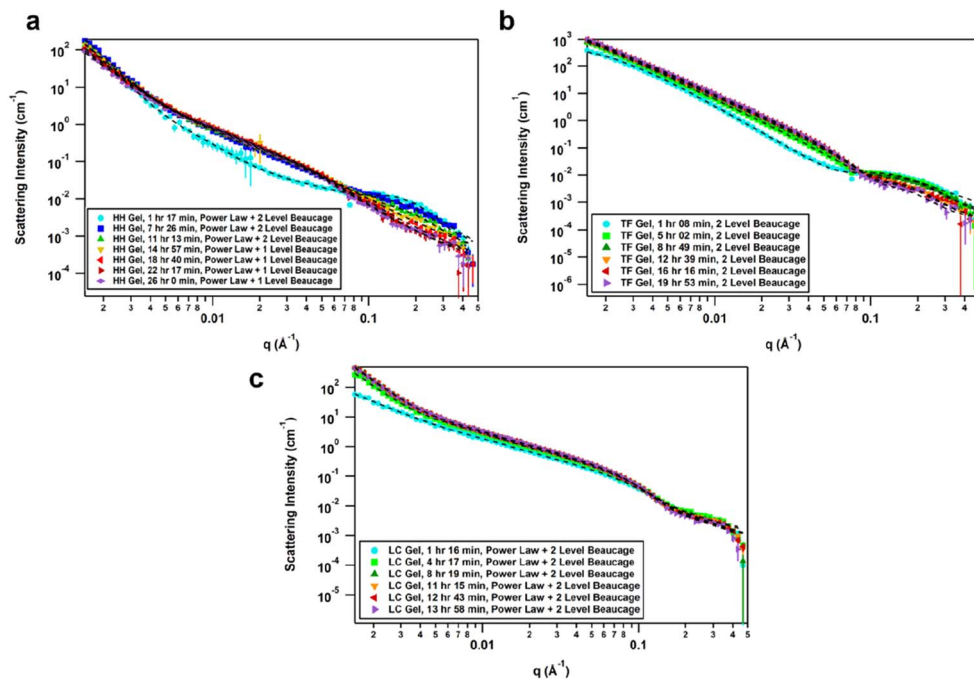 a
Scattering Intensity (cm⁻¹)
10²
10¹
10⁰
10⁻¹
10⁻²
10⁻³
10⁻⁴
HH Gel, 1 hr 17 min, Power Law + 2 Level Beaucage
HH Gel, 7 hr 26 min, Power Law + 2 Level Beaucage
HH Gel, 11 hr 13 min, Power Law + 2 Level Beaucage
HH Gel, 14 hr 57 min, Power Law + 1 Level Beaucage
HH Gel, 18 hr 40 min, Power Law + 1 Level Beaucage
HH Gel, 22 hr 17 min, Power Law + 1 Level Beaucage
HH Gel, 26 hr 0 min, Power Law + 1 Level Beaucage
2 3 4 5 6 7 8 0.01 2 3 4 5 6 7 8 0.1 2 3 4 5
q (Å⁻¹)
b
Scattering Intensity (cm⁻¹)
10³
10²
10¹
10⁰
10⁻¹
10⁻²
10⁻³
10⁻⁴
10⁻⁵
10⁻⁶
TF Gel, 1 hr 08 min, 2 Level Beaucage
TF Gel, 5 hr 02 min, 2 Level Beaucage
TF Gel, 8 hr 49 min, 2 Level Beaucage
TF Gel, 12 hr 39 min, 2 Level Beaucage
TF Gel, 16 hr 16 min, 2 Level Beaucage
TF Gel, 19 hr 53 min, 2 Level Beaucage
2 3 4 5 6 7 8 0.01 2 3 4 5 6 7 8 0.1 2 3 4
q (Å⁻¹)
c
Scattering Intensity (cm⁻¹)
10²
10¹
10⁰
10⁻¹
10⁻²
10⁻³
10⁻⁴
10⁻⁵
LC Gel, 1 hr 16 min, Power Law + 2 Level Beaucage
LC Gel, 4 hr 17 min, Power Law + 2 Level Beaucage
LC Gel, 8 hr 19 min, Power Law + 2 Level Beaucage
LC Gel, 11 hr 15 min, Power Law + 2 Level Beaucage
LC Gel, 12 hr 43 min, Power Law + 2 Level Beaucage
LC Gel, 13 hr 58 min, Power Law + 2 Level Beaucage
2 3 4 5 6 7 8 0.01 2 3 4 5 6 7 8 0.1 2 3 4 5
q (Å⁻¹)